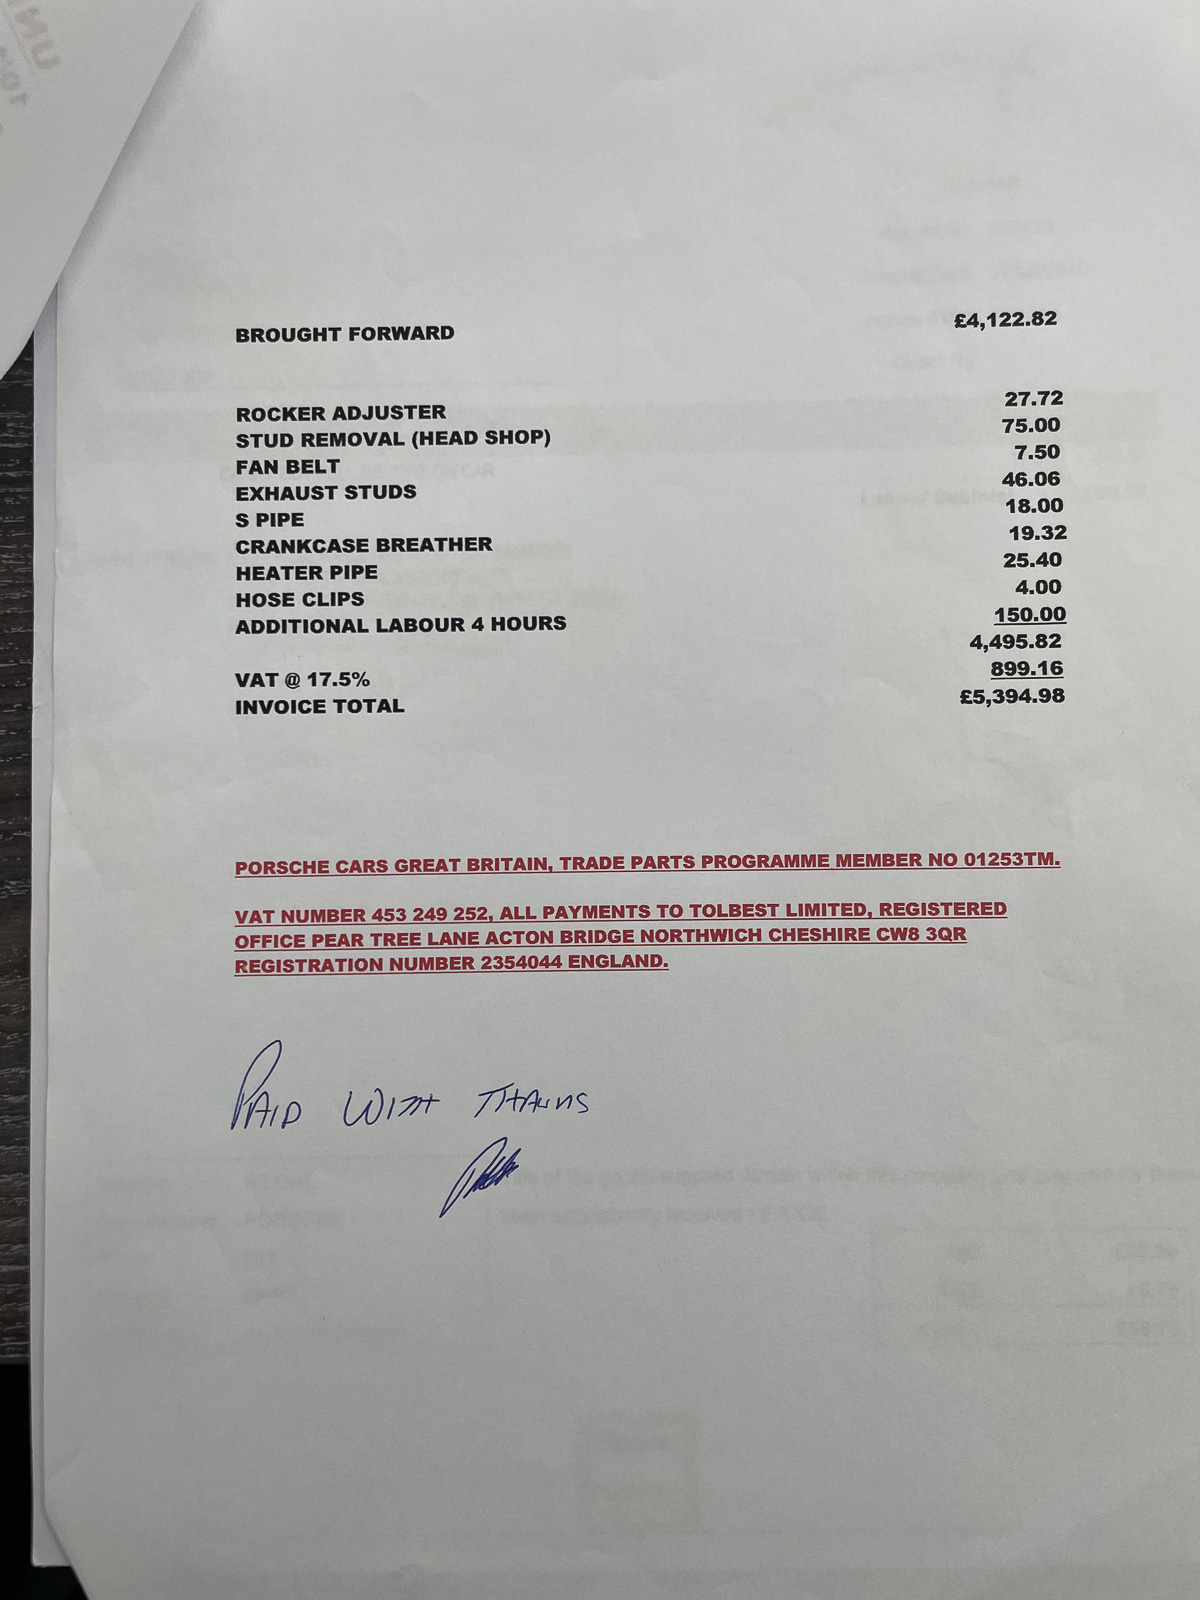 BROUGHT FORWARD £4,122.82
ROCKER ADJUSTER 27.72
STUD REMOVAL (HEAD SHOP) 75.00
FAN BELT 7.50
EXHAUST STUDS 46.06
S PIPE 18.00
CRANKCASE BREATHER 19.32
HEATER PIPE 25.40
HOSE CLIPS 4.00
ADDITIONAL LABOUR 4 HOURS 150.00
4,495.82
VAT @ 17.5% 899.16
INVOICE TOTAL £5,394.98
PORSCHE CARS GREAT BRITAIN, TRADE PARTS PROGRAMME MEMBER NO 01253TM.
VAT NUMBER 453 249 252, ALL PAYMENTS TO TOLBEST LIMITED, REGISTERED
OFFICE PEAR TREE LANE ACTON BRIDGE NORTHWICH CHESHIRE CW8 3QR
REGISTRATION NUMBER 2354044 ENGLAND.
PAID WITH THANKS